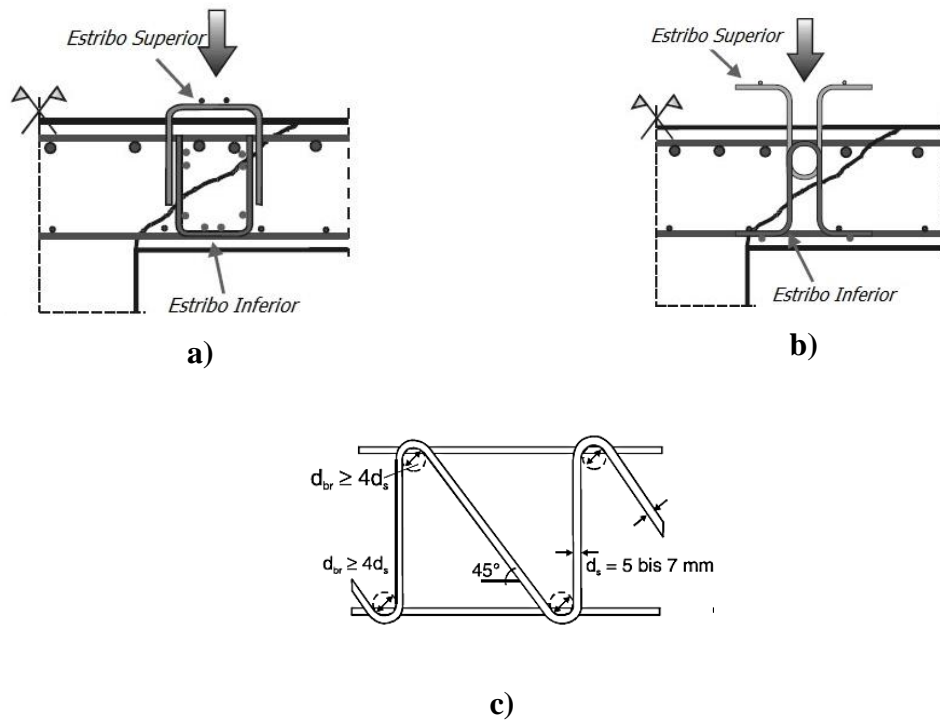 Estribo Superior
Estribo Inferior
a)
Estribo Superior
Estribo Inferior
b)
d_br ≥ 4d_s
d_br ≥ 4d_s
45°
d_s = 5 bis 7 mm
c)